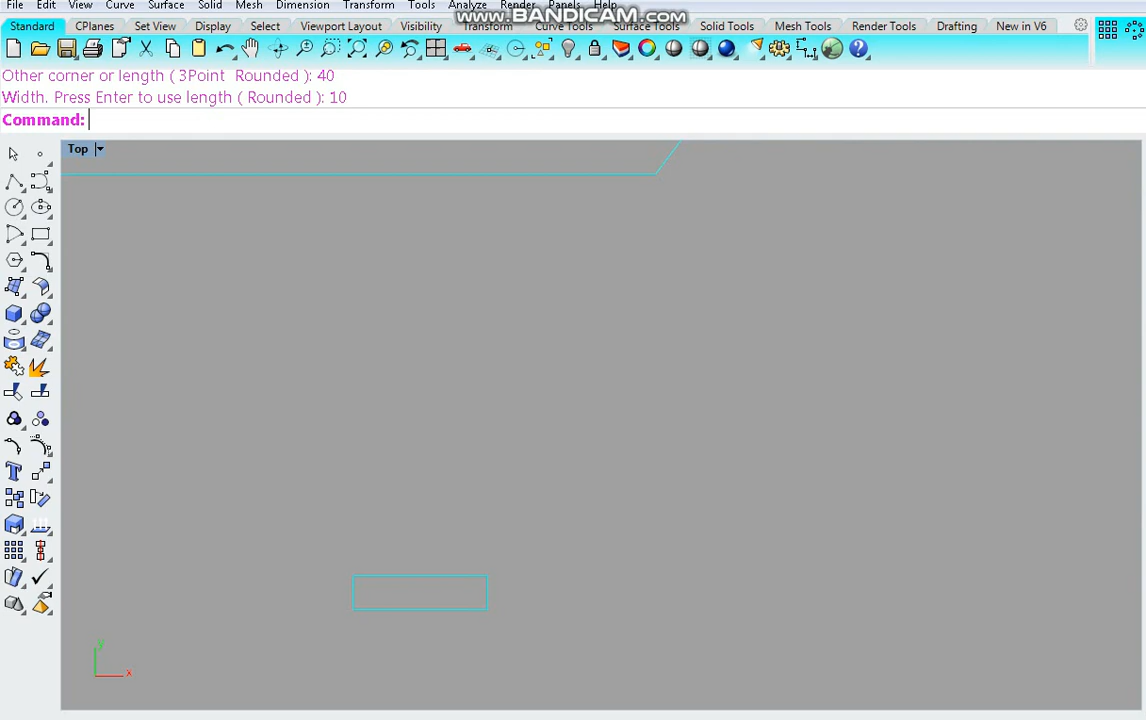 File Edit View Curve Surface Solid Mesh Dimension Transform Tools Analyze Render Panels Help
www.BANDICAM.com
Standard CPlanes Set View Display Select Viewport Layout Visibility Transform Curve Tools Surface Tools Solid Tools Mesh Tools Render Tools Drafting New in V6
Other corner or length ( 3Point Rounded ): 40
Width. Press Enter to use length ( Rounded ): 10
Command:
Top
y
x